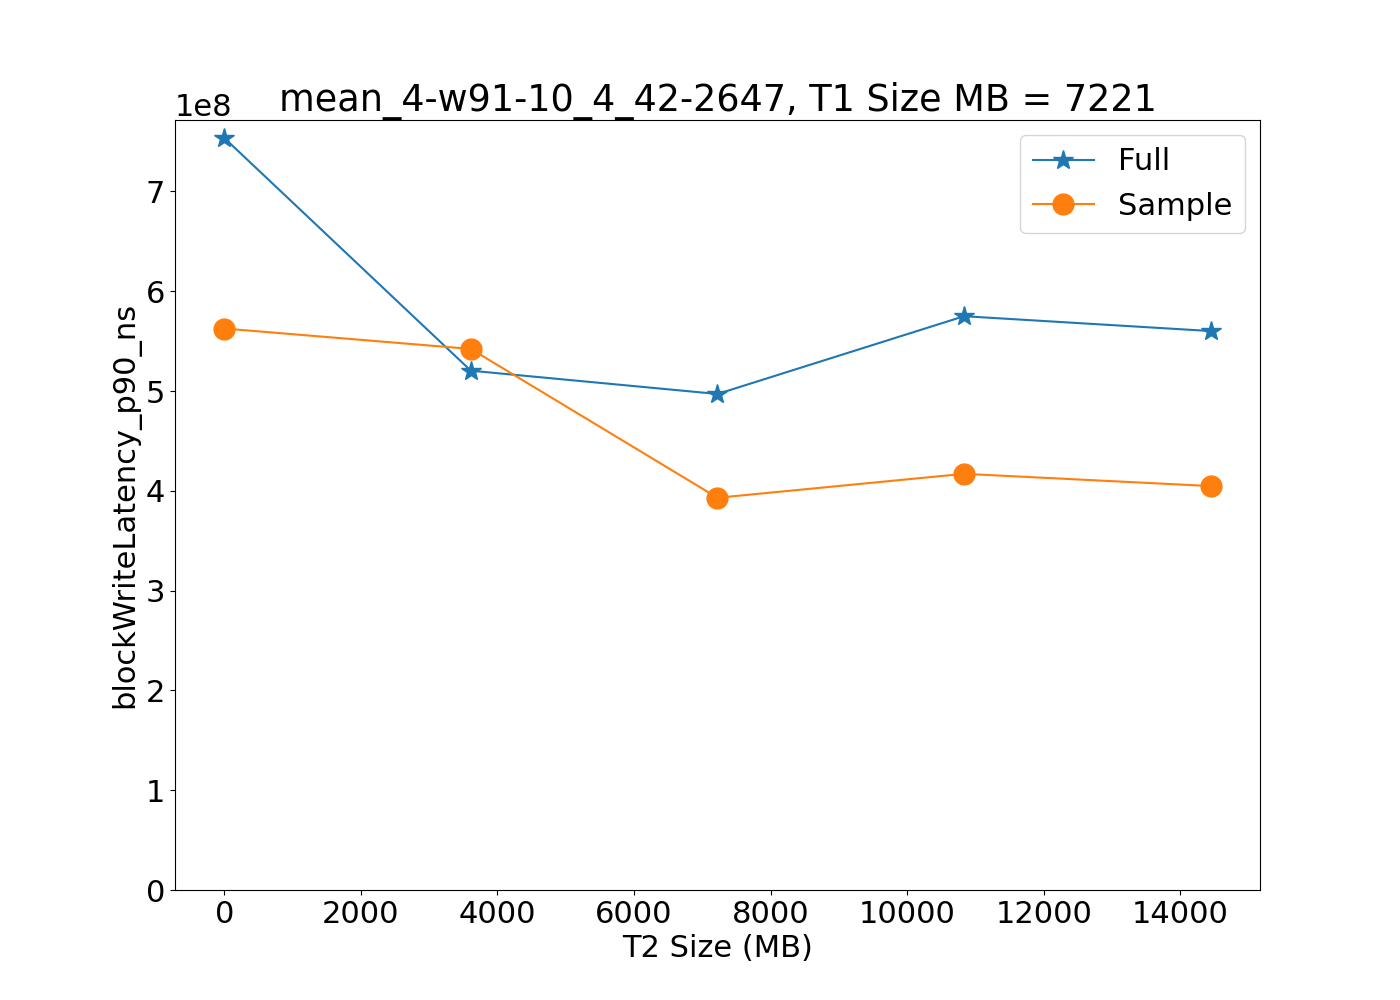 1e8
mean_4-w91-10_4_42-2647, T1 Size MB = 7221
Full
Sample
7
6
5
4
3
2
1
0
blockWriteLatency_p90_ns
0 2000 4000 6000 8000 10000 12000 14000
T2 Size (MB)